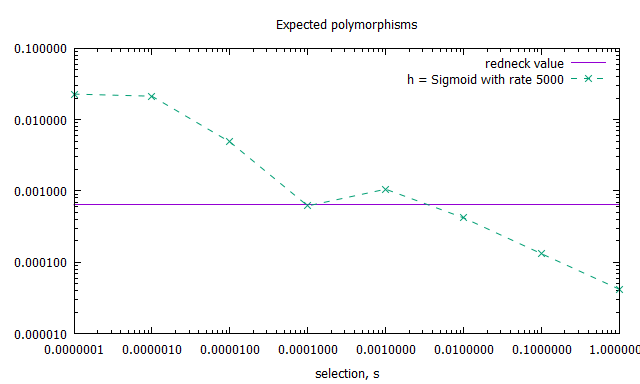 Expected polymorphisms
redneck value
h = Sigmoid with rate 5000
0.100000
0.010000
0.001000
0.000100
0.000010
0.0000001 0.0000010 0.0000100 0.0001000 0.0010000 0.0100000 0.1000000 1.000000
selection, s